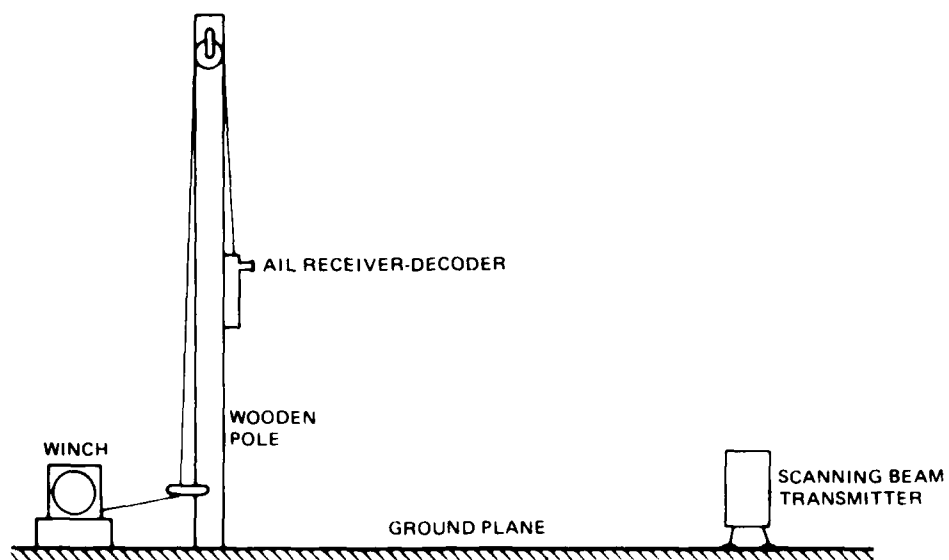 AIL RECEIVER-DECODER
WOODEN
POLE
WINCH
SCANNING BEAM
TRANSMITTER
GROUND PLANE